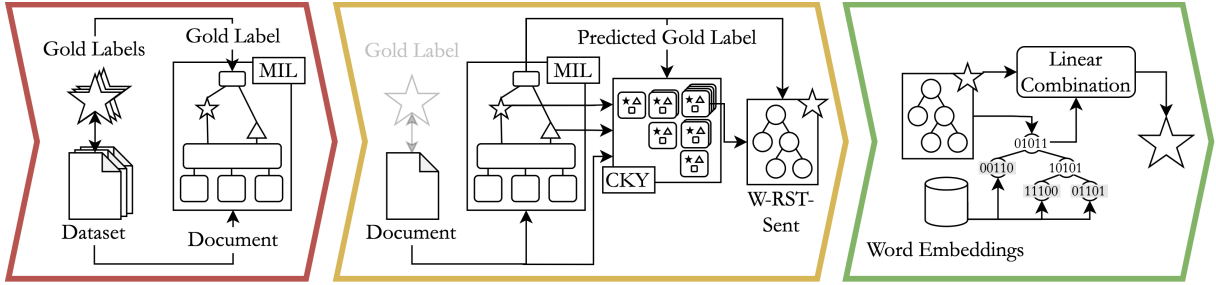 Gold Labels
Gold Label
MIL
Dataset
Document
Gold Label
MIL
Predicted Gold Label
CKY
Document
W-RST-
Sent
Linear
Combination
01011
00110
10101
11100
01101
Word Embeddings